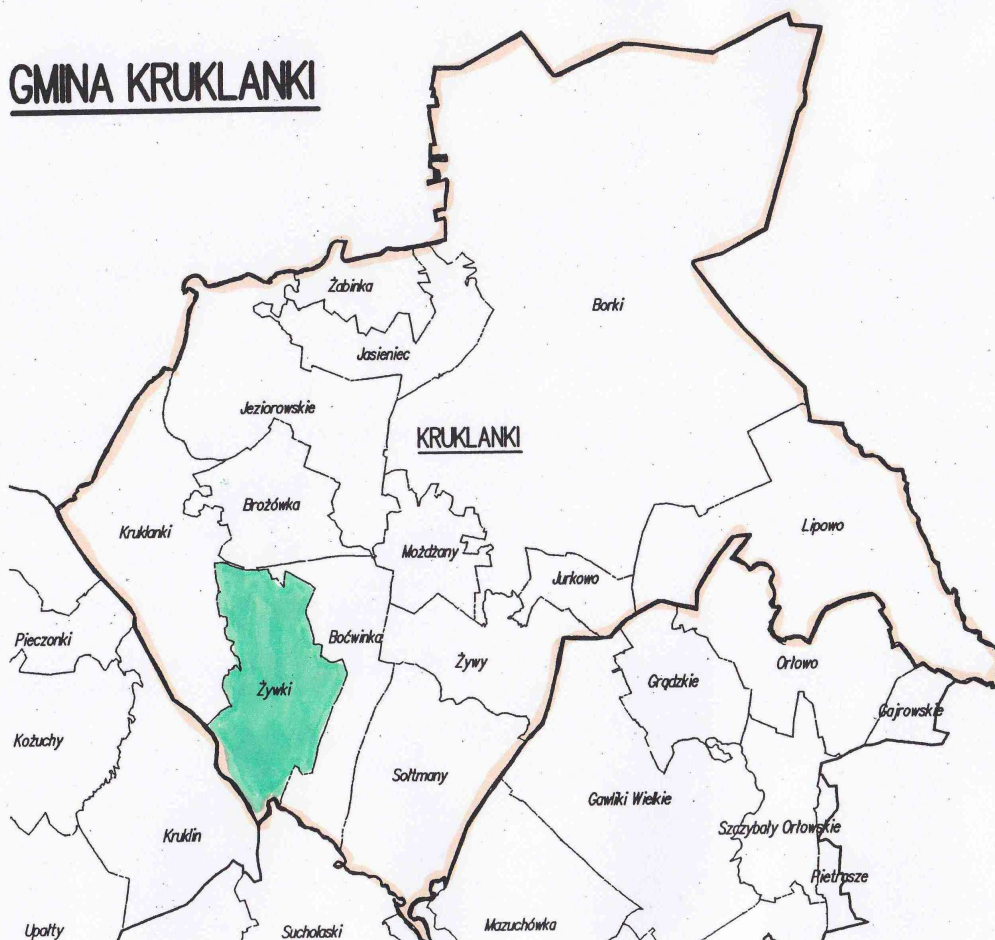 GMINA KRUKLANKI
Żabinka
Borki
Jasieniec
Jeziorowskie
KRUKLANKI
Brożówka
Kruklanki
Lipowo
Możdżany
Jurkowo
Pieczonki
Boćwinka
Żywy
Orłowo
Żywki
Grądzkie
Gajrowskie
Kożuchy
Sołtmany
Gawliki Wielkie
Kruklin
Szczybały Orłowskie
Pietrasze
Upałty
Sucholaski
Mazuchówka